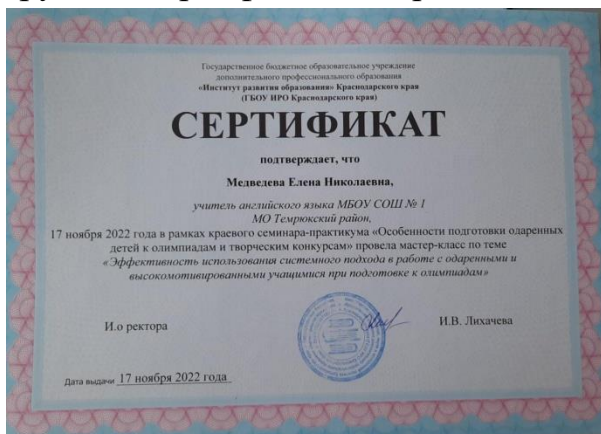 Государственное бюджетное образовательное учреждение
дополнительного профессионального образования
«Институт развития образования» Краснодарского края
(ГБОУ ИРО Краснодарского края)
СЕРТИФИКАТ
подтверждает, что
Медведева Елена Николаевна,
учитель английского языка МБОУ СОШ № 1
МО Темрюкский район,
17 ноября 2022 года в рамках краевого семинара-практикума «Особенности подготовки одаренных
детей к олимпиадам и творческим конкурсам» провела мастер-класс по теме
«Эффективность использования системного подхода в работе с одаренными и
высокомотивированными учащимися при подготовке к олимпиадам»
И.о ректора
И.В. Лихачева
Дата выдачи 17 ноября 2022 года